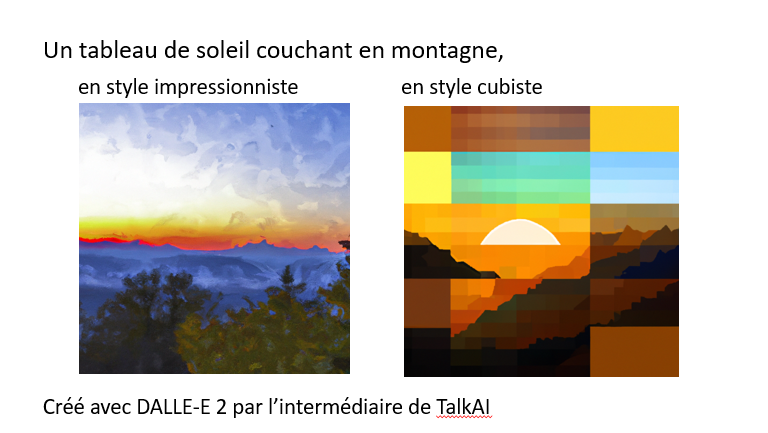 Un tableau de soleil couchant en montagne,
en style impressionniste
en style cubiste
Créé avec DALLE-E 2 par l’intermédiaire de TalkAI